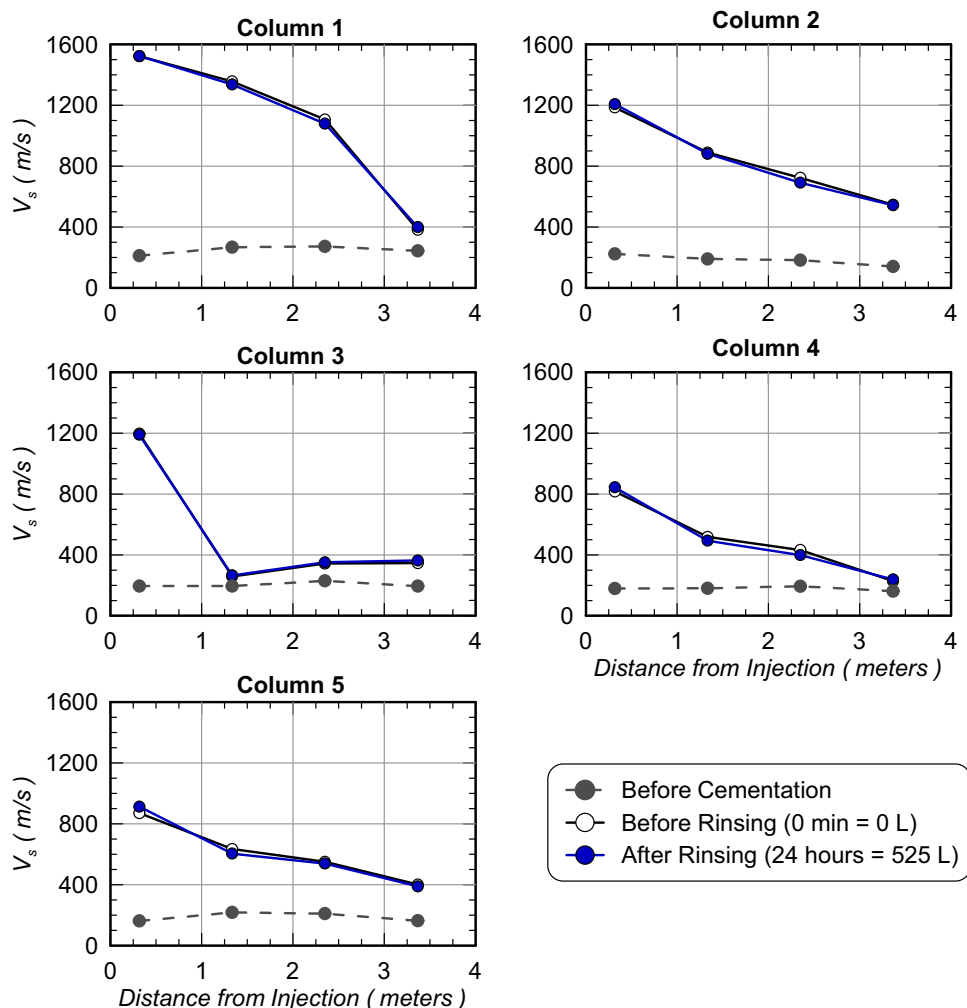 Column 1
Column 2
1600
1200
800
400
0
V_s ( m/s )
0 1 2 3 4
1600
1200
800
400
0
V_s ( m/s )
0 1 2 3 4
Column 3
Column 4
1600
1200
800
400
0
V_s ( m/s )
0 1 2 3 4
1600
1200
800
400
0
V_s ( m/s )
0 1 2 3 4
Distance from Injection ( meters )
Column 5
1600
1200
800
400
0
V_s ( m/s )
0 1 2 3 4
Distance from Injection ( meters )
Before Cementation
Before Rinsing (0 min = 0 L)
After Rinsing (24 hours = 525 L)